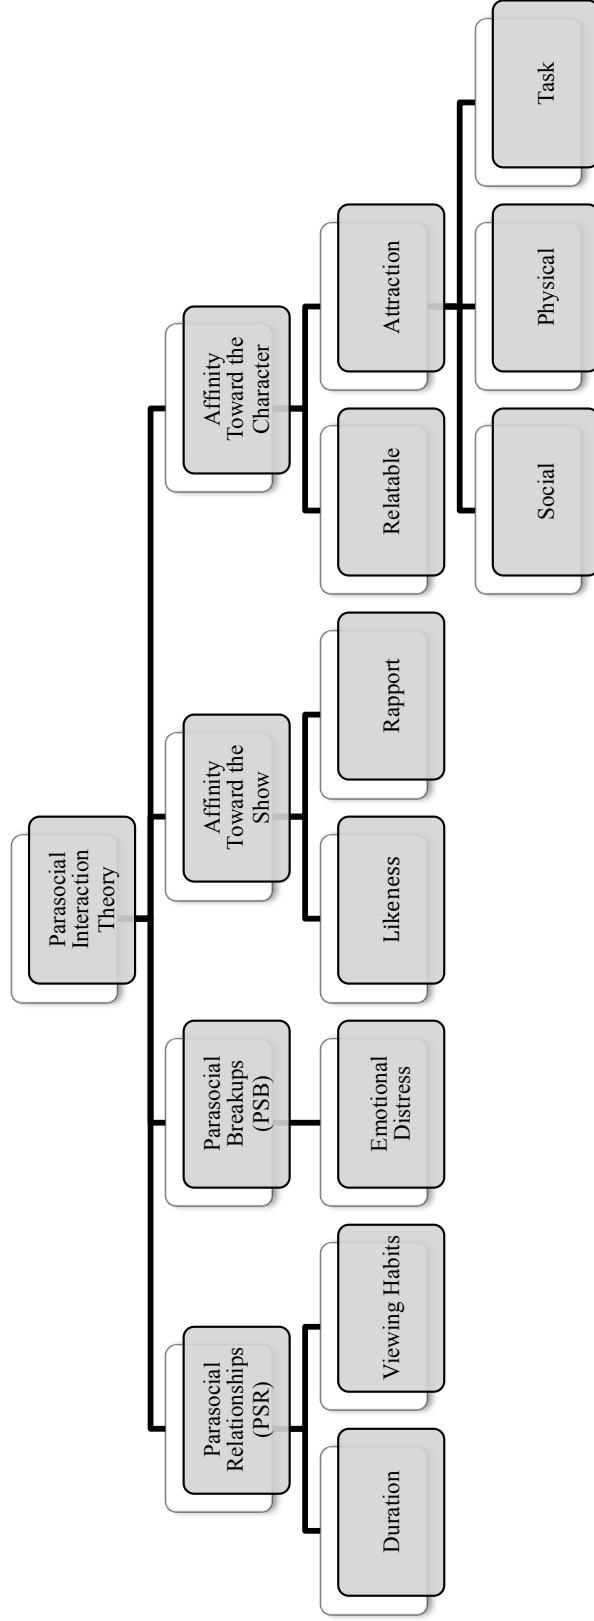 Parasocial
Interaction
Theory
Parasocial
Relationships
(PSR)
Parasocial
Breakups
(PSB)
Affinity
Toward the
Show
Affinity
Toward the
Character
Duration
Viewing Habits
Emotional
Distress
Likeness
Rapport
Relatable
Attraction
Social
Physical
Task